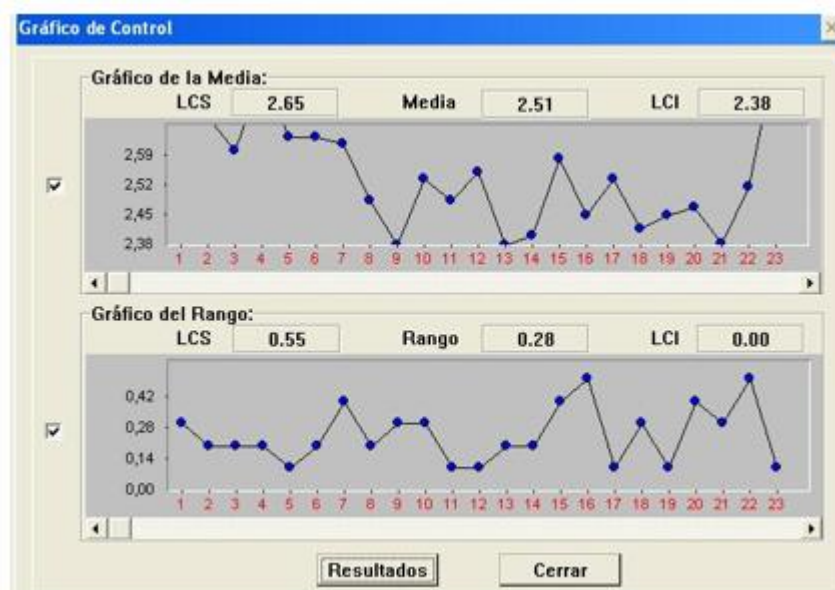 Gráfico de Control
Gráfico de la Media:
LCS 2.65 Media 2.51 LCI 2.38
2,59
2,52
2,45
2,38
1 2 3 4 5 6 7 8 9 10 11 12 13 14 15 16 17 18 19 20 21 22 23
Gráfico del Rango:
LCS 0.55 Rango 0.28 LCI 0.00
0,42
0,28
0,14
0,00
1 2 3 4 5 6 7 8 9 10 11 12 13 14 15 16 17 18 19 20 21 22 23
Resultados Cerrar